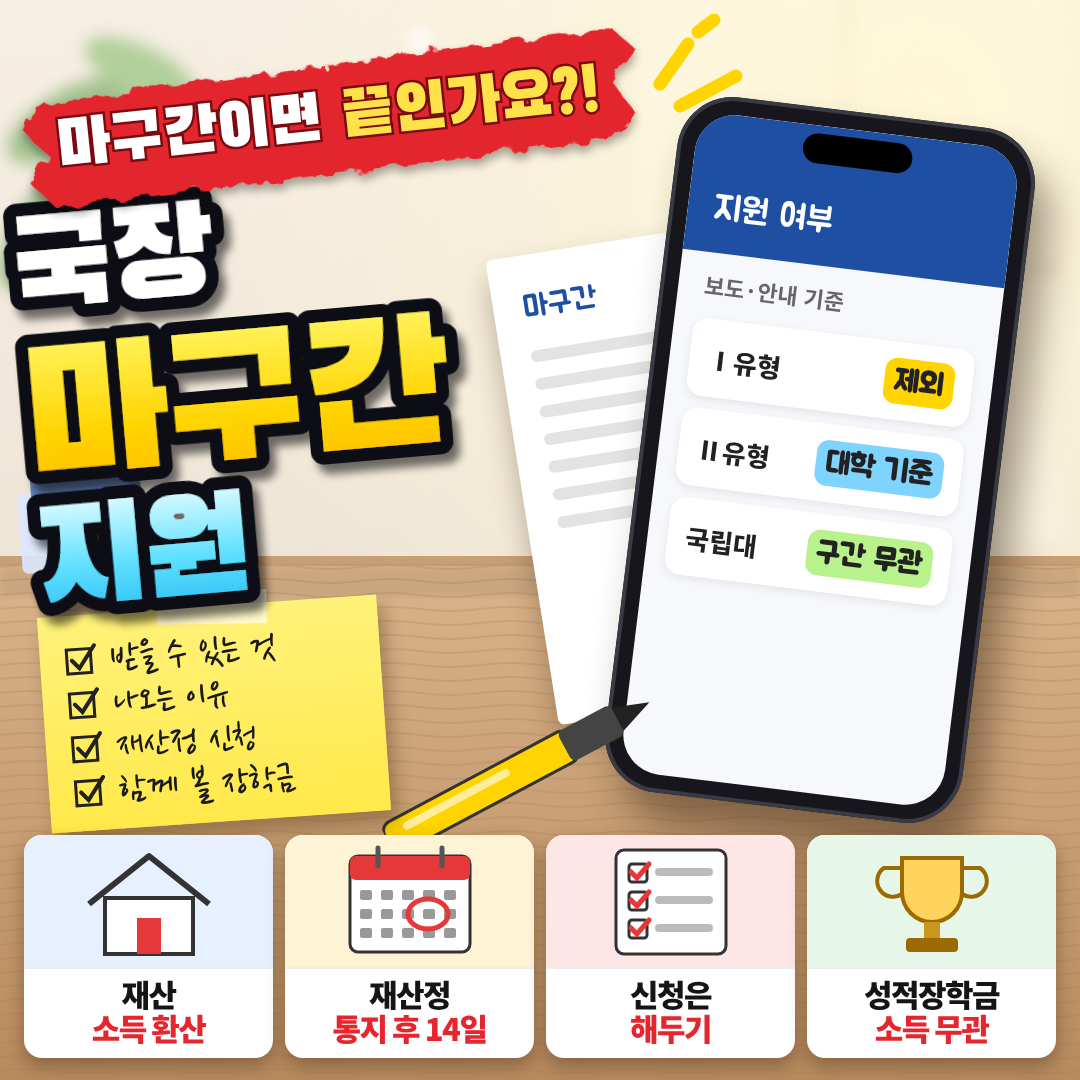 마구간이면 끝인가요?!
국장
마구간
지원
마구간
지원 여부
보도·안내 기준
I 유형 제외
II 유형 대학 기준
국립대 구간 무관
받을 수 있는 것
나오는 이유
재산정 신청
함께 볼 장학금
재산
소득 환산
재산정
통지 후 14일
신청은
해두기
성적장학금
소득 무관